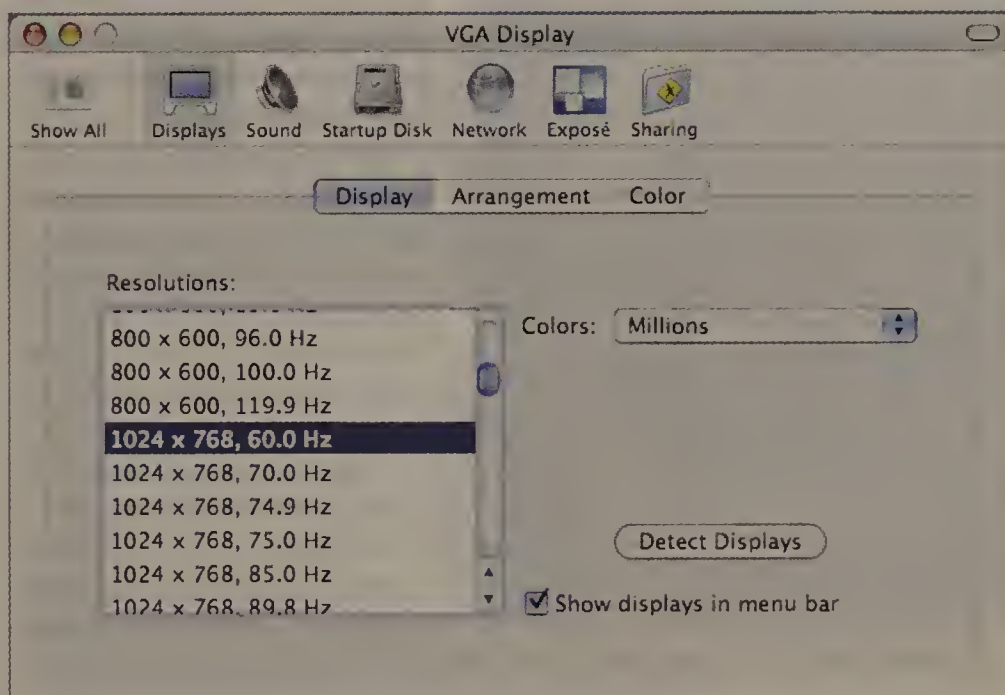 VGA Display
Show All Displays Sound Startup Disk Network Exposé Sharing
Display Arrangement Color
Resolutions:
Colors: Millions
800 x 600, 96.0 Hz
800 x 600, 100.0 Hz
800 x 600, 119.9 Hz
1024 x 768, 60.0 Hz
1024 x 768, 70.0 Hz
1024 x 768, 74.9 Hz
1024 x 768, 75.0 Hz
1024 x 768, 85.0 Hz
1024 x 768, 89.8 Hz
Detect Displays
Show displays in menu bar